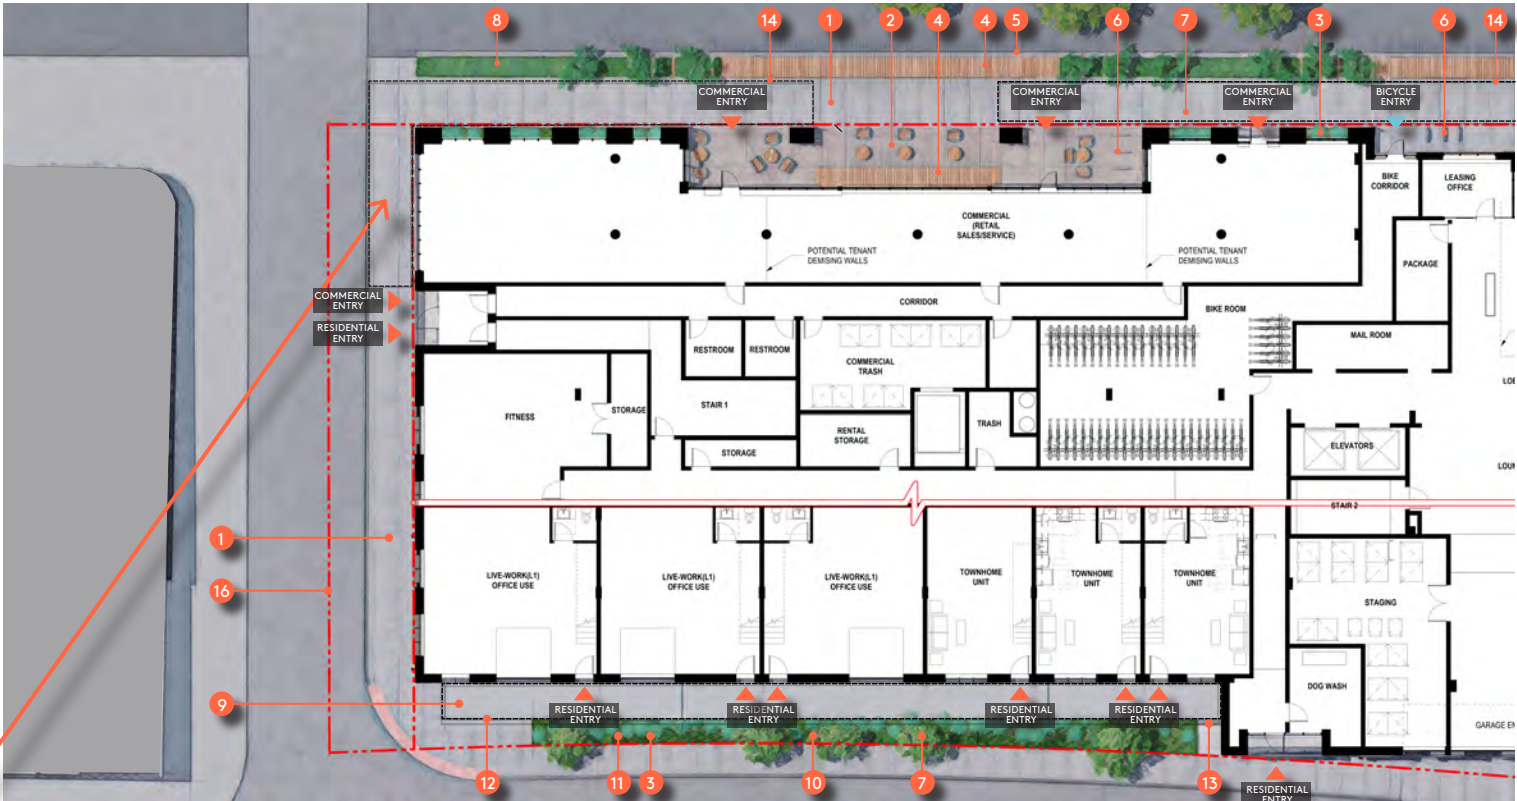 8
14
1
2
4
4
5
6
7
3
6
14
COMMERCIAL
ENTRY
COMMERCIAL
ENTRY
COMMERCIAL
ENTRY
BICYCLE
ENTRY
BIKE
CORRIDOR
LEASING
OFFICE
COMMERCIAL
(RETAIL
SALES/SERVICE)
POTENTIAL TENANT
DEMISING WALLS
POTENTIAL TENANT
DEMISING WALLS
PACKAGE
COMMERCIAL
ENTRY
RESIDENTIAL
ENTRY
CORRIDOR
BIKE ROOM
MAIL ROOM
RESTROOM
RESTROOM
COMMERCIAL
TRASH
LOB
FITNESS
STORAGE
STAIR 1
RENTAL
STORAGE
TRASH
STORAGE
ELEVATORS
LOUN
STAIR 2
1
16
LIVE-WORK(L1)
OFFICE USE
LIVE-WORK(L1)
OFFICE USE
LIVE-WORK(L1)
OFFICE USE
TOWNHOME
UNIT
TOWNHOME
UNIT
TOWNHOME
UNIT
STAGING
DOG WASH
9
RESIDENTIAL
ENTRY
RESIDENTIAL
ENTRY
RESIDENTIAL
ENTRY
RESIDENTIAL
ENTRY
GARAGE EN
12
11
3
10
7
13
RESIDENTIAL
ENTRY